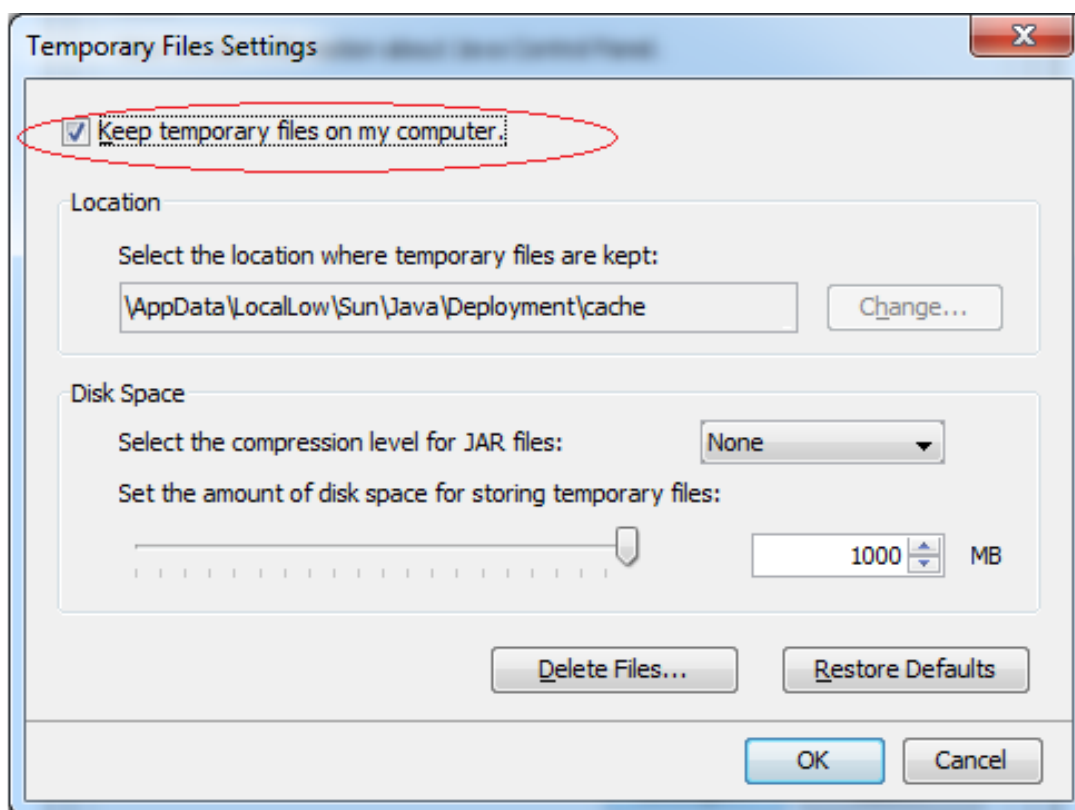 Temporary Files Settings
Keep temporary files on my computer.
Location
Select the location where temporary files are kept:
\AppData\LocalLow\Sun\Java\Deployment\cache
Change...
Disk Space
Select the compression level for JAR files:
None
Set the amount of disk space for storing temporary files:
1000
MB
Delete Files...
Restore Defaults
OK
Cancel